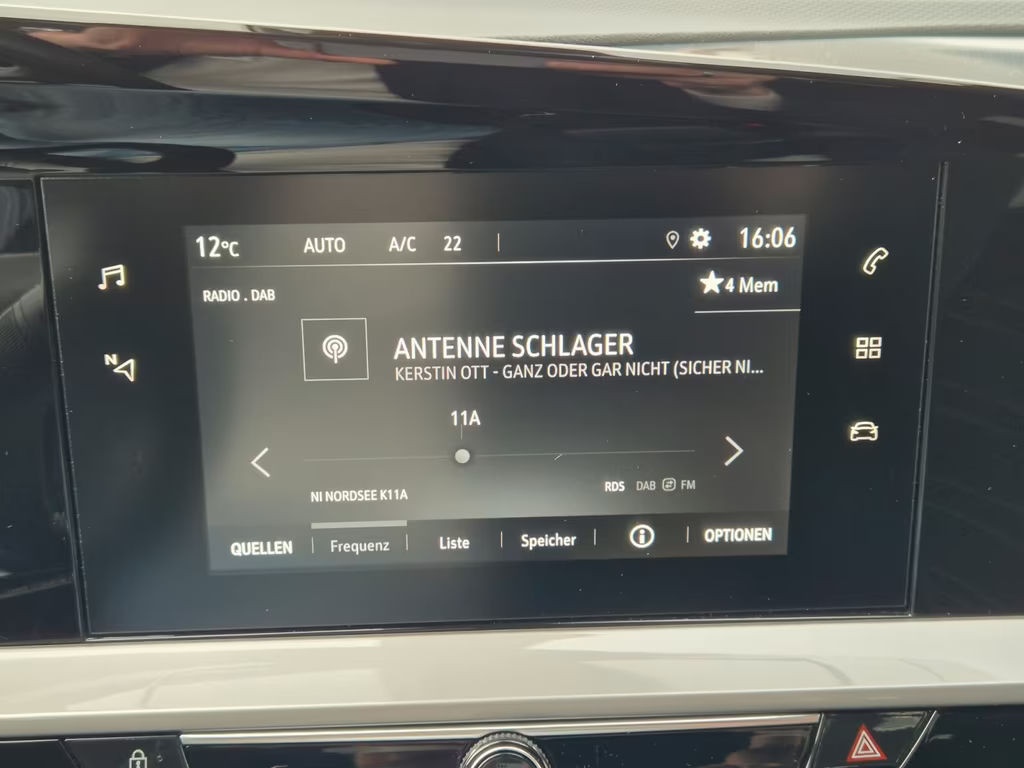 12°C AUTO A/C 22 16:06
RADIO . DAB
4 Mem
ANTENNE SCHLAGER
KERSTIN OTT - GANZ ODER GAR NICHT (SICHER NI...
N
11A
NI NORDSEE K11A
RDS DAB FM
QUELLEN Frequenz Liste Speicher OPTIONEN